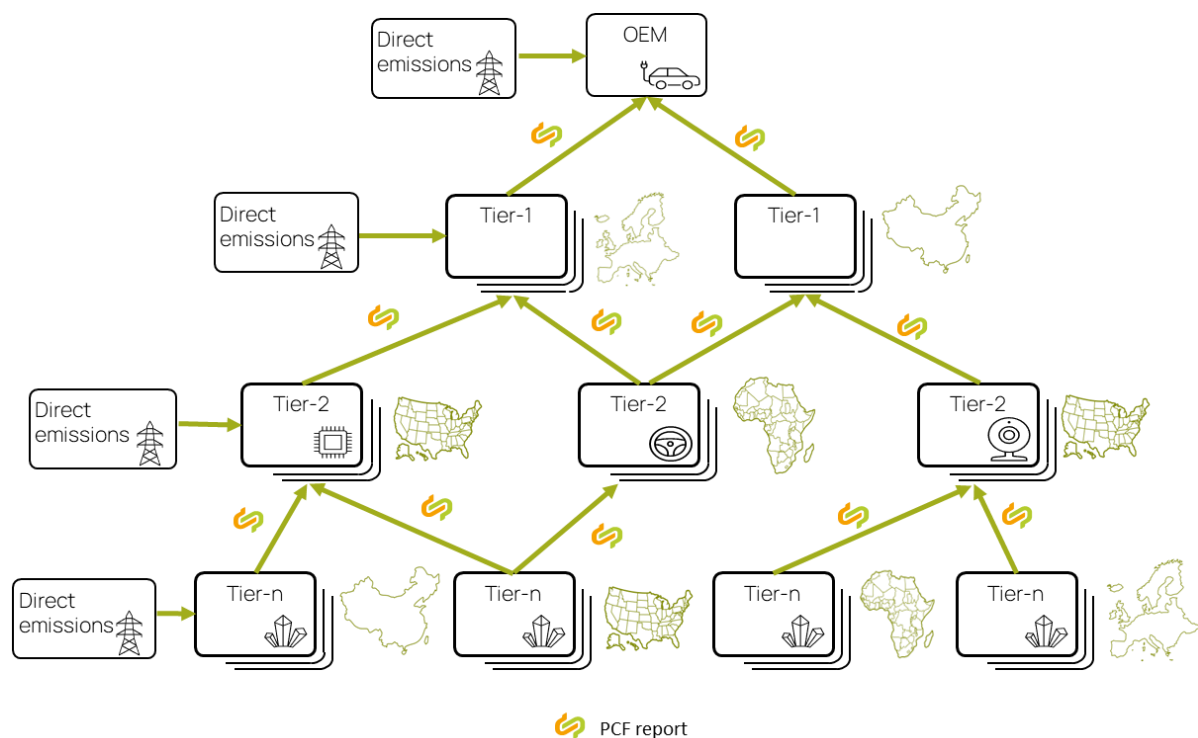 Direct
emissions
OEM
Direct
emissions
Tier-1
Tier-1
Direct
emissions
Tier-2
Tier-2
Tier-2
Direct
emissions
Tier-n
Tier-n
Tier-n
Tier-n
PCF report